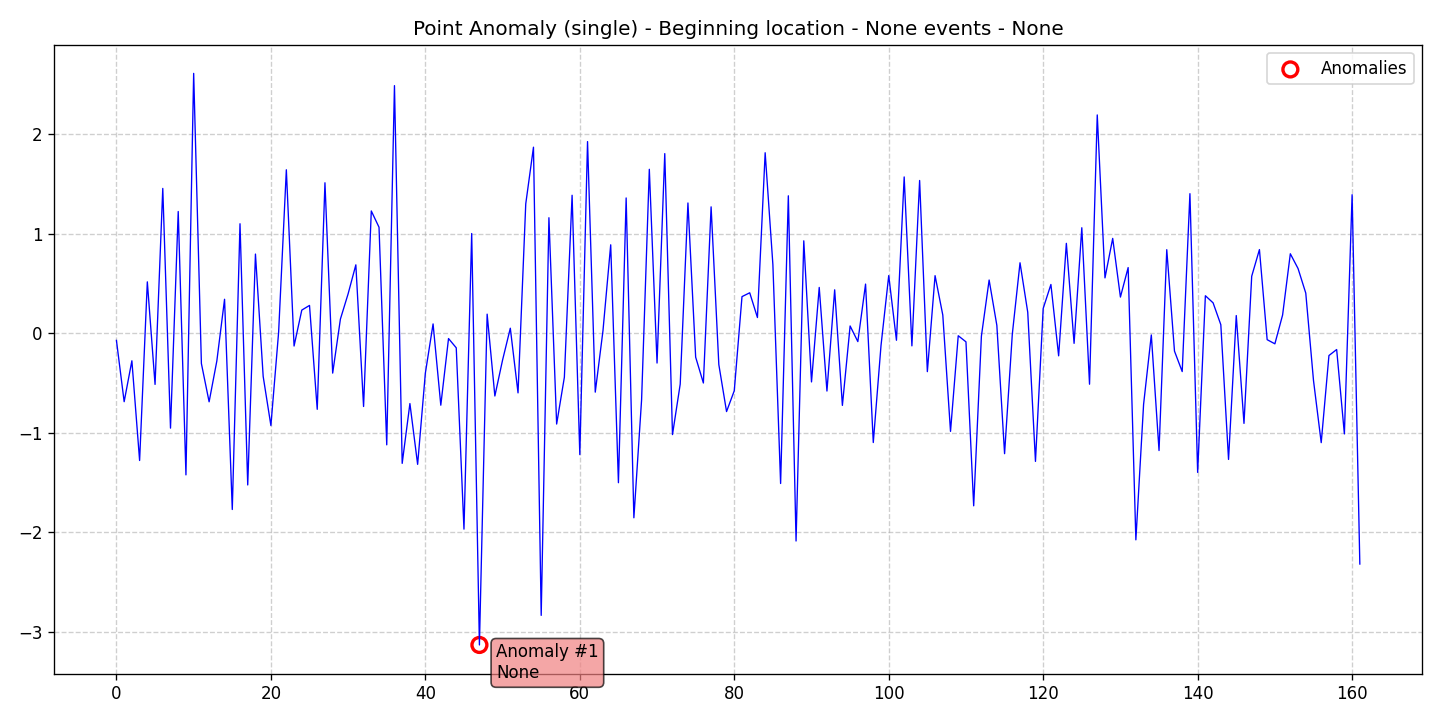 Point Anomaly (single) - Beginning location - None events - None
Anomalies
2
1
0
−1
−2
−3
Anomaly #1
None
0 20 40 60 80 100 120 140 160